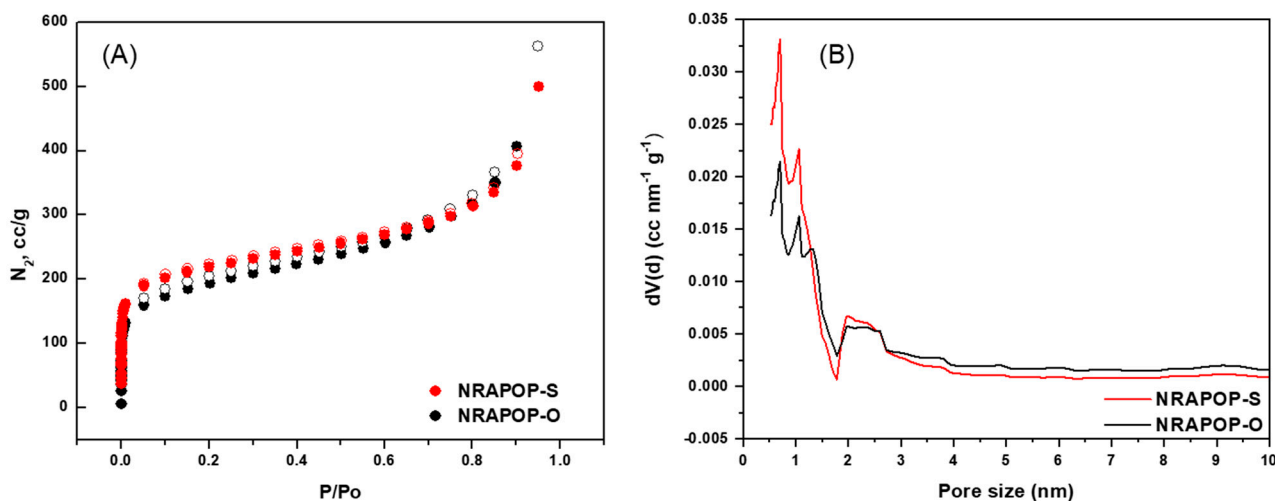 (A)
600
500
400
300
200
100
0
N₂, cc/g
0.0 0.2 0.4 0.6 0.8 1.0
P/Po
NRAPOP-S
NRAPOP-O
(B)
0.035
0.030
0.025
0.020
0.015
0.010
0.005
0.000
-0.005
dV(d) (cc nm⁻¹ g⁻¹)
0 1 2 3 4 5 6 7 8 9 10
Pore size (nm)
NRAPOP-S
NRAPOP-O